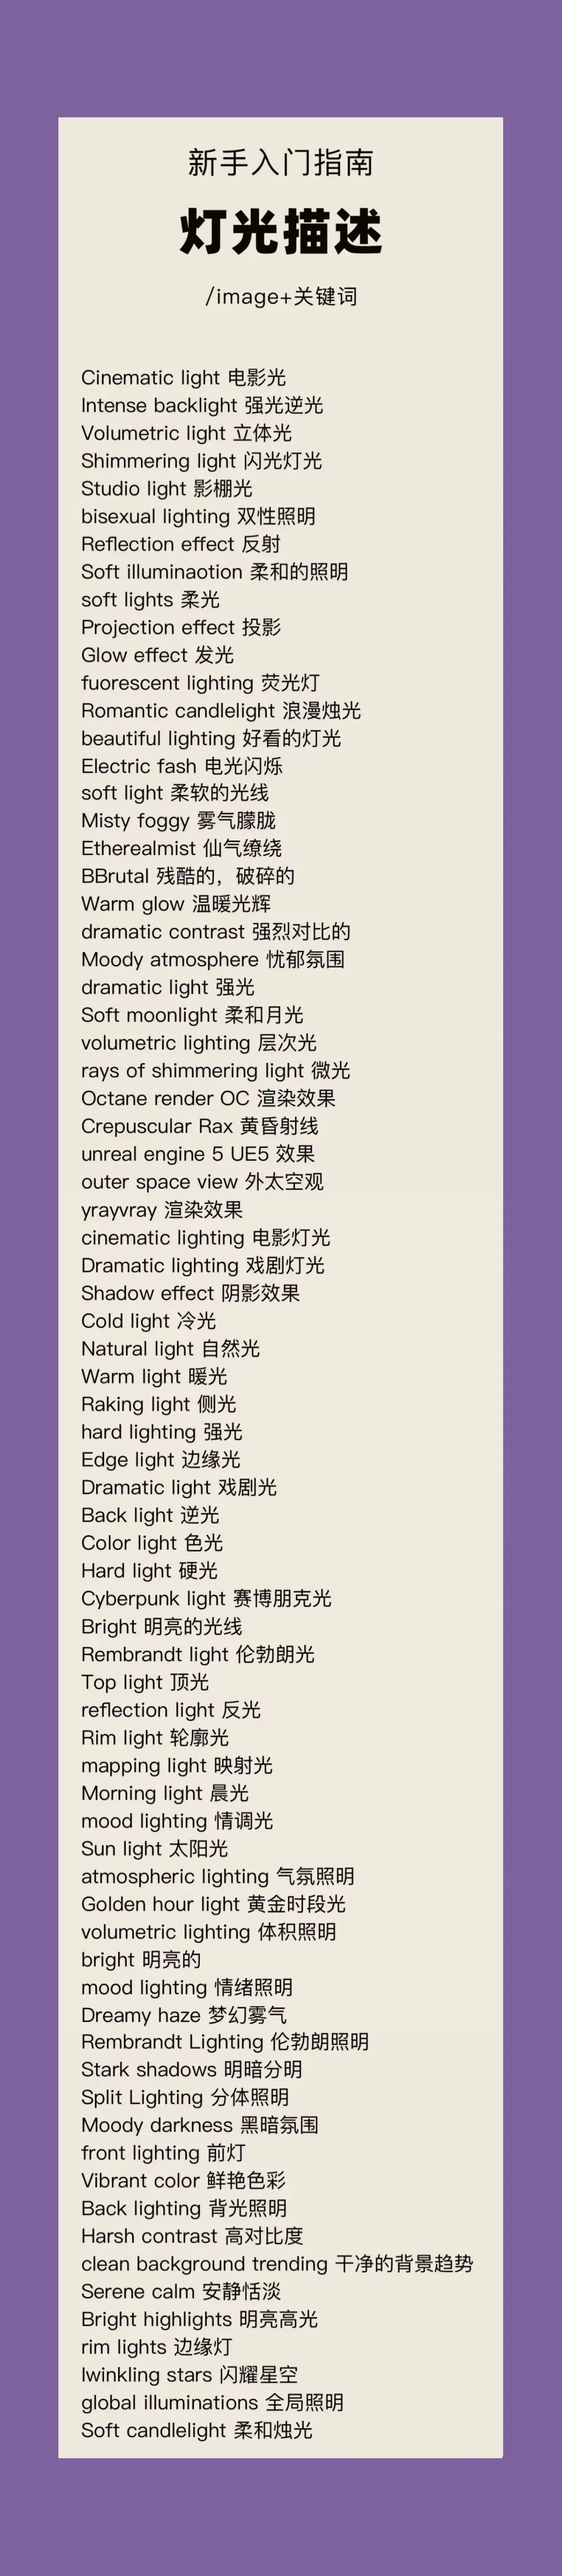 新手入门指南
灯光描述
/image+关键词
Cinematic light 电影光
Intense backlight 强光逆光
Volumetric light 立体光
Shimmering light 闪光灯光
Studio light 影棚光
bisexual lighting 双性照明
Reflection effect 反射
Soft illuminaotion 柔和的照明
soft lights 柔光
Projection effect 投影
Glow effect 发光
fuorescent lighting 荧光灯
Romantic candlelight 浪漫烛光
beautiful lighting 好看的灯光
Electric fash 电光闪烁
soft light 柔软的光线
Misty foggy 雾气朦胧
Etherealmist 仙气缭绕
BBrutal 残酷的，破碎的
Warm glow 温暖光辉
dramatic contrast 强烈对比的
Moody atmosphere 忧郁氛围
dramatic light 强光
Soft moonlight 柔和月光
volumetric lighting 层次光
rays of shimmering light 微光
Octane render OC 渲染效果
Crepuscular Rax 黄昏射线
unreal engine 5 UE5 效果
outer space view 外太空观
yrayvray 渲染效果
cinematic lighting 电影灯光
Dramatic lighting 戏剧灯光
Shadow effect 阴影效果
Cold light 冷光
Natural light 自然光
Warm light 暖光
Raking light 侧光
hard lighting 强光
Edge light 边缘光
Dramatic light 戏剧光
Back light 逆光
Color light 色光
Hard light 硬光
Cyberpunk light 赛博朋克光
Bright 明亮的光线
Rembrandt light 伦勃朗光
Top light 顶光
reflection light 反光
Rim light 轮廓光
mapping light 映射光
Morning light 晨光
mood lighting 情调光
Sun light 太阳光
atmospheric lighting 气氛照明
Golden hour light 黄金时段光
volumetric lighting 体积照明
bright 明亮的
mood lighting 情绪照明
Dreamy haze 梦幻雾气
Rembrandt Lighting 伦勃朗照明
Stark shadows 明暗分明
Split Lighting 分体照明
Moody darkness 黑暗氛围
front lighting 前灯
Vibrant color 鲜艳色彩
Back lighting 背光照明
Harsh contrast 高对比度
clean background trending 干净的背景趋势
Serene calm 安静恬淡
Bright highlights 明亮高光
rim lights 边缘灯
Iwinkling stars 闪耀星空
global illuminations 全局照明
Soft candlelight 柔和烛光